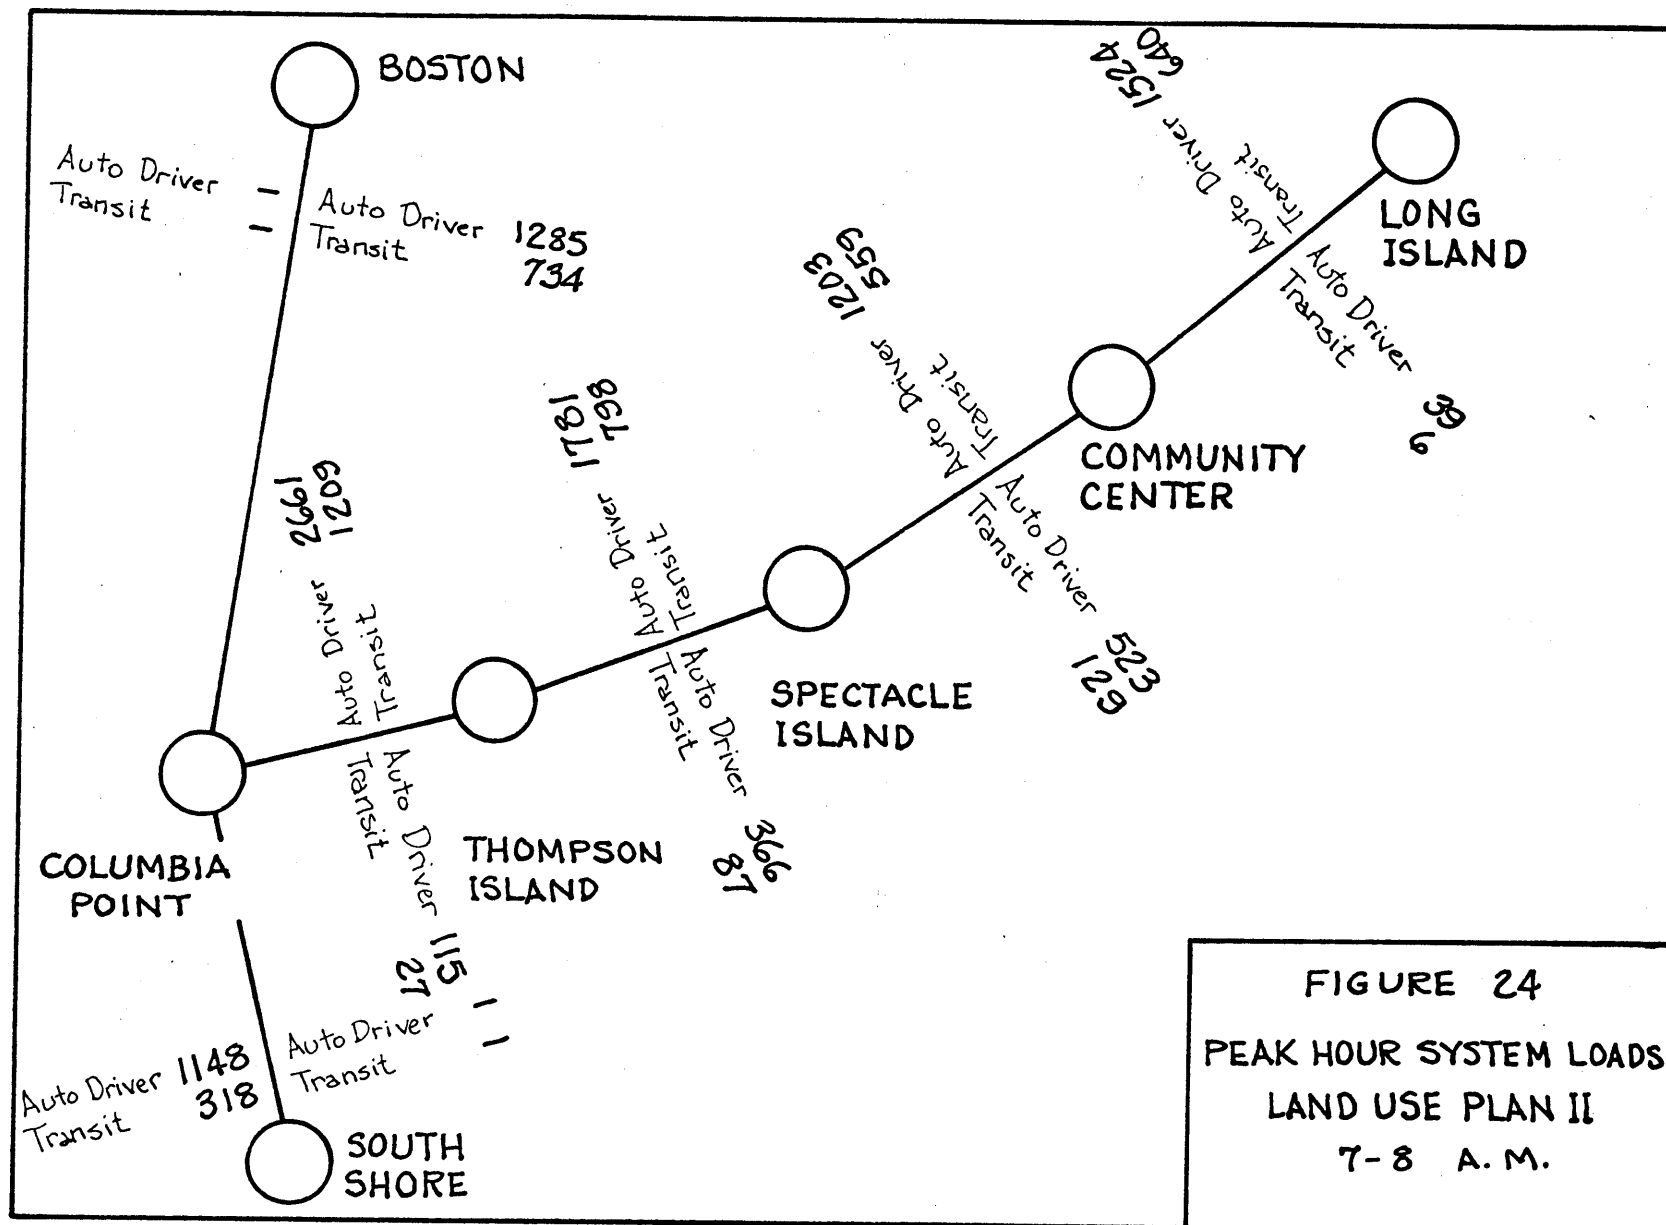 BOSTON
Auto Driver –
Transit –
Auto Driver 1285
Transit 734
Auto Driver 1524
Transit 640
LONG
ISLAND
Auto Driver 39
Transit 6
Auto Driver 1203
Transit 559
COMMUNITY
CENTER
Auto Driver 523
Transit 129
Auto Driver 1781
Transit 798
SPECTACLE
ISLAND
Auto Driver 366
Transit 87
Auto Driver 2661
Transit 1209
THOMPSON
ISLAND
Auto Driver 115
Transit 27
COLUMBIA
POINT
Auto Driver 1148
Transit 318
Auto Driver –
Transit –
SOUTH
SHORE
FIGURE 24
PEAK HOUR SYSTEM LOADS
LAND USE PLAN II
7-8 A.M.